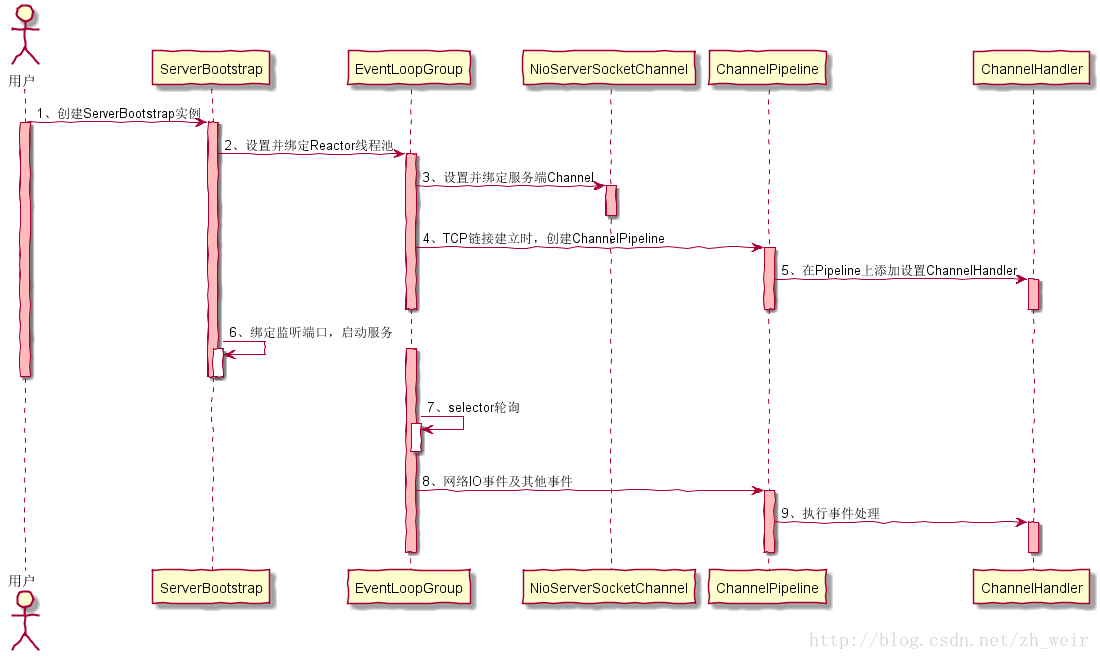 用户
ServerBootstrap
EventLoopGroup
NioServerSocketChannel
ChannelPipeline
ChannelHandler
1、创建ServerBootstrap实例
2、设置并绑定Reactor线程池
3、设置并绑定服务端Channel
4、TCP链接建立时，创建ChannelPipeline
5、在Pipeline上添加设置ChannelHandler
6、绑定监听端口，启动服务
7、selector轮询
8、网络IO事件及其他事件
9、执行事件处理
用户
ServerBootstrap
EventLoopGroup
NioServerSocketChannel
ChannelPipeline
ChannelHandler
http://blog.csdn.net/zh_weir